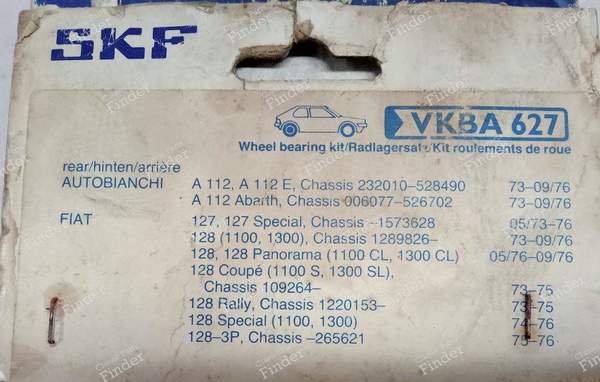 SKF
VKBA 627
Wheel bearing kit/Radlagersatz/Kit roulements de roue
rear/hinten/arrière
AUTOBIANCHI A 112, A 112 E, Chassis 232010–528490 73–09/76
A 112 Abarth, Chassis 006077–526702 73–09/76
FIAT 127, 127 Special, Chassis –1573628 05/73–76
128 (1100, 1300), Chassis 1289826– 73–09/76
128, 128 Panorama (1100 CL, 1300 CL) 05/76–09/76
128 Coupé (1100 S, 1300 SL),
Chassis 109264– 73–75
128 Rally, Chassis 1220153– 73–75
128 Special (1100, 1300) 74–76
128–3P, Chassis –265621 75–76